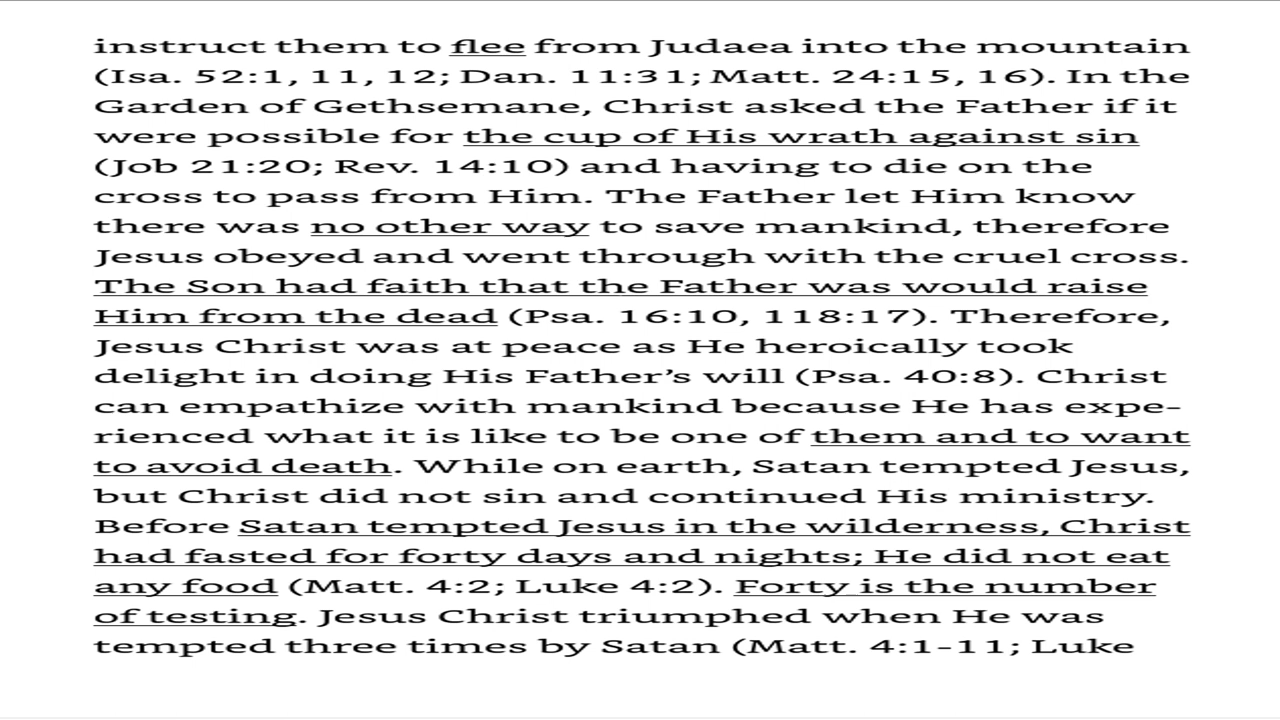 instruct them to flee from Judaea into the mountain
(Isa. 52:1, 11, 12; Dan. 11:31; Matt. 24:15, 16). In the
Garden of Gethsemane, Christ asked the Father if it
were possible for the cup of His wrath against sin
(Job 21:20; Rev. 14:10) and having to die on the
cross to pass from Him. The Father let Him know
there was no other way to save mankind, therefore
Jesus obeyed and went through with the cruel cross.
The Son had faith that the Father was would raise
Him from the dead (Psa. 16:10, 118:17). Therefore,
Jesus Christ was at peace as He heroically took
delight in doing His Father’s will (Psa. 40:8). Christ
can empathize with mankind because He has expe-
rienced what it is like to be one of them and to want
to avoid death. While on earth, Satan tempted Jesus,
but Christ did not sin and continued His ministry.
Before Satan tempted Jesus in the wilderness, Christ
had fasted for forty days and nights; He did not eat
any food (Matt. 4:2; Luke 4:2). Forty is the number
of testing. Jesus Christ triumphed when He was
tempted three times by Satan (Matt. 4:1-11; Luke